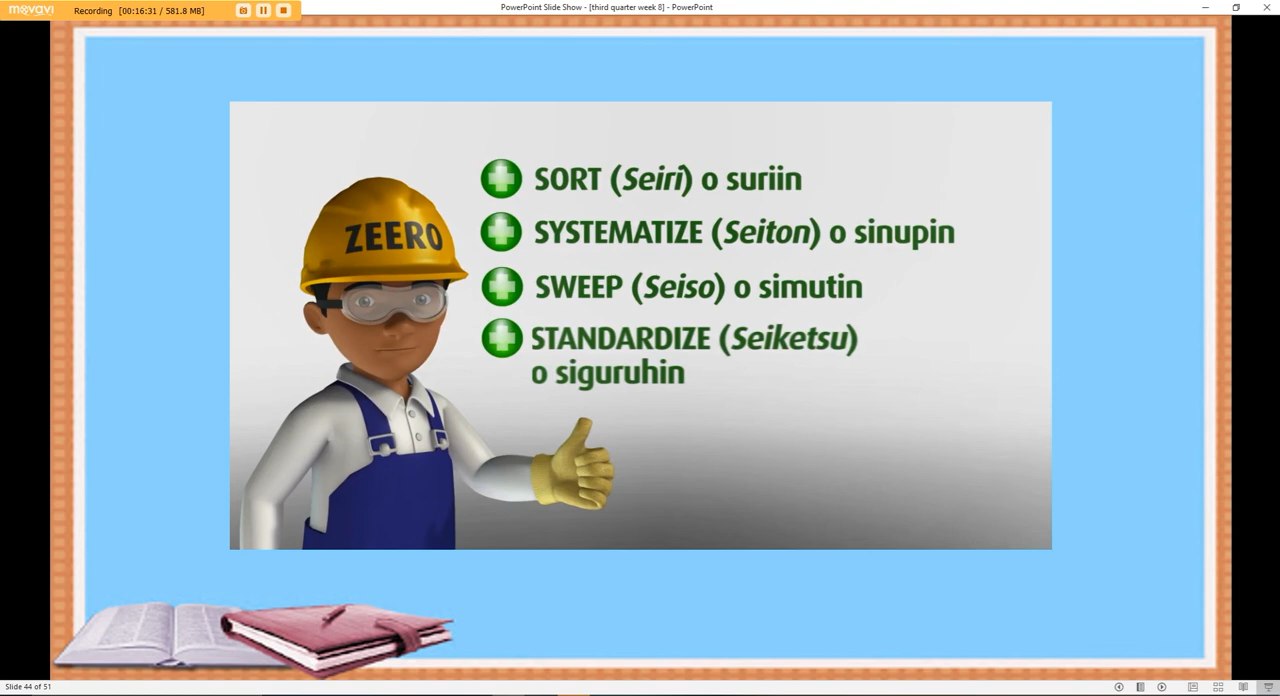 movavi Recording [00:16:31 / 581.8 MB] PowerPoint Slide Show - [third quarter week 8] - PowerPoint
SORT (Seiri) o suriin
ZEERO
SYSTEMATIZE (Seiton) o sinupin
SWEEP (Seiso) o simutin
STANDARDIZE (Seiketsu)
o siguruhin
Slide 44 of 51